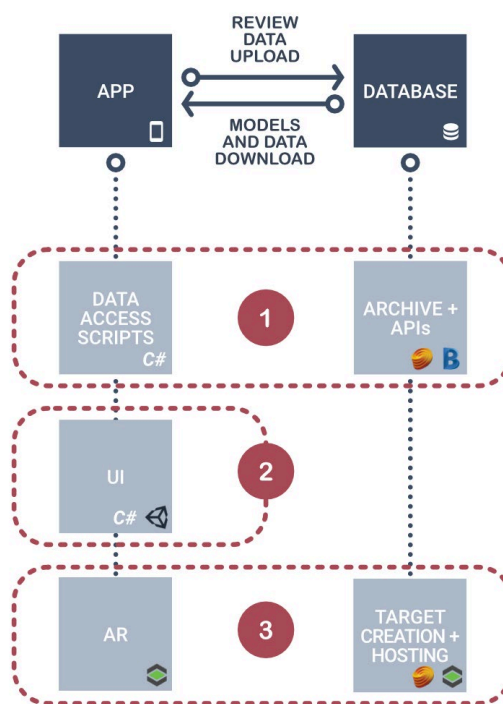 REVIEW
DATA
UPLOAD
APP
DATABASE
MODELS
AND DATA
DOWNLOAD
DATA
ACCESS
SCRIPTS
C#
1
ARCHIVE +
APIs
B
2
UI
C#
AR
3
TARGET
CREATION +
HOSTING